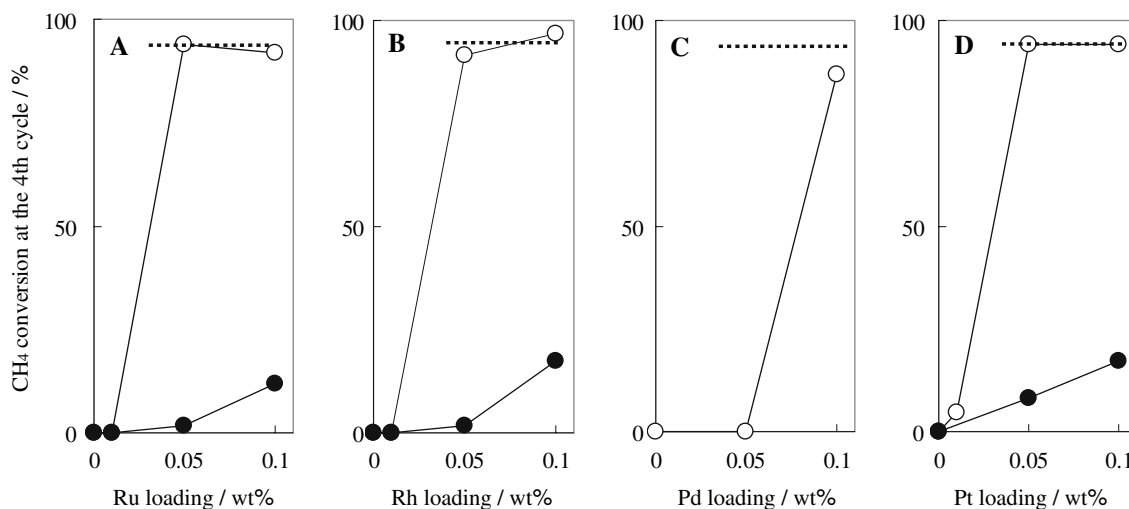 CH₄ conversion at the 4th cycle / %
100
50
0
A
0
0.05
0.1
Ru loading / wt%
100
50
0
B
0
0.05
0.1
Rh loading / wt%
100
50
0
C
0
0.05
0.1
Pd loading / wt%
100
50
0
D
0
0.05
0.1
Pt loading / wt%